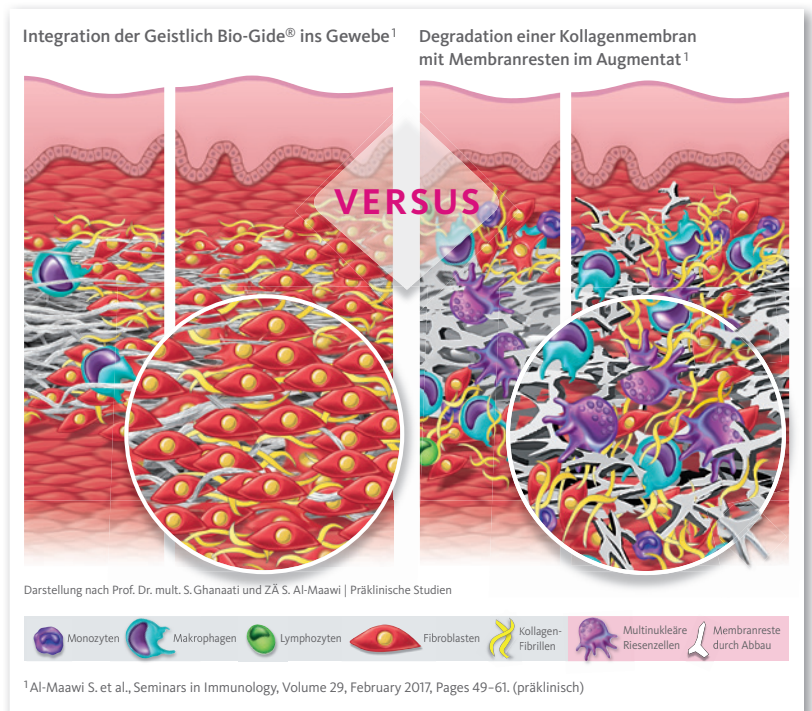 Integration der Geistlich Bio-Gide® ins Gewebe¹
Degradation einer Kollagenmembran
mit Membranresten im Augmentat¹
VERSUS
Darstellung nach Prof. Dr. mult. S. Ghanaati und ZÄ S. Al-Maawi | Präklinische Studien
Monozyten
Makrophagen
Lymphozyten
Fibroblasten
Kollagen-
Fibrillen
Multinukleäre
Riesenzellen
Membranreste
durch Abbau
¹ Al-Maawi S. et al., Seminars in Immunology, Volume 29, February 2017, Pages 49–61. (präklinisch)